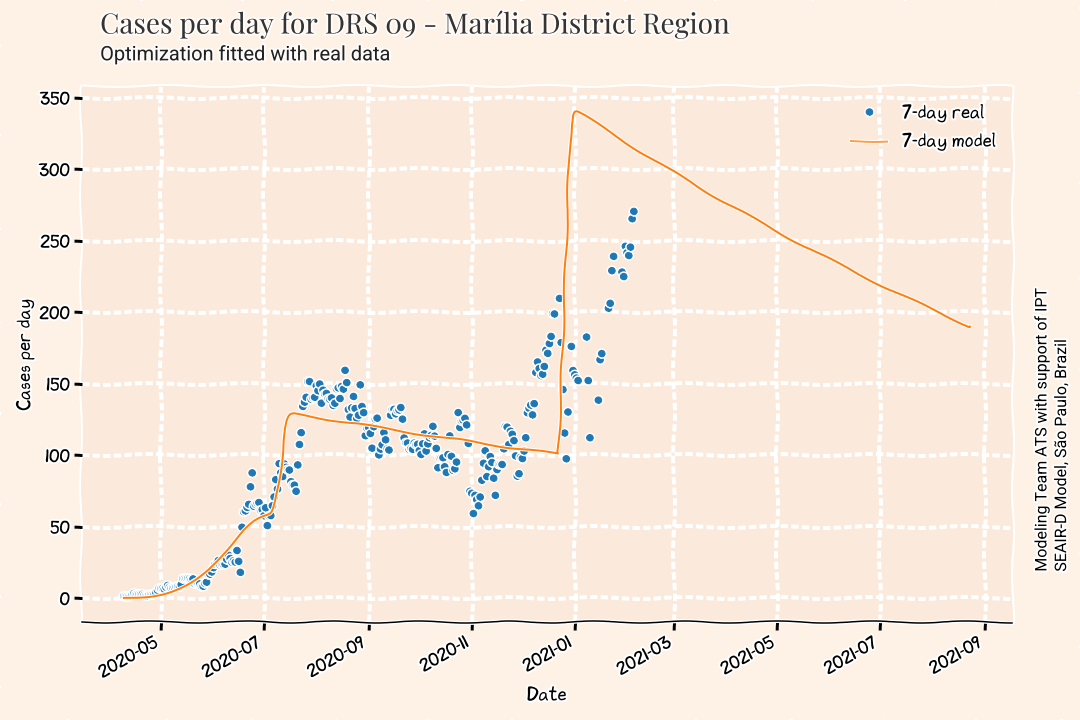 Cases per day for DRS 09 - Marília District Region
Optimization fitted with real data
350
300
250
200
150
100
50
0
Cases per day
7-day real
7-day model
2020-05
2020-07
2020-09
2020-11
2021-01
2021-03
2021-05
2021-07
2021-09
Date
Modeling Team ATS with support of IPT
SEAIR-D Model, São Paulo, Brazil